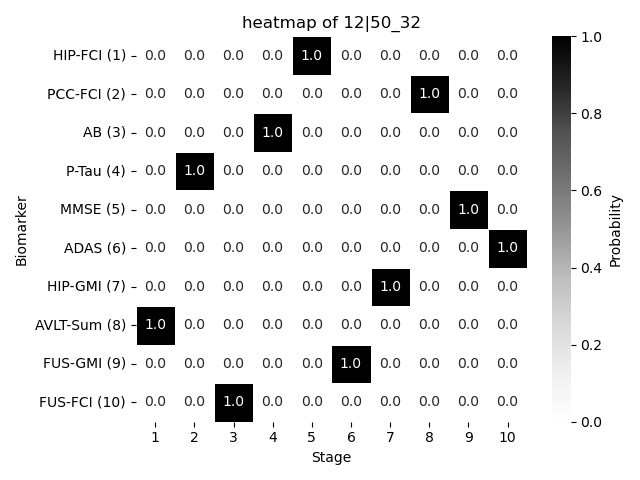 heatmap of 12|50_32
HIP-FCI (1) 0.0 0.0 0.0 0.0 1.0 0.0 0.0 0.0 0.0 0.0
PCC-FCI (2) 0.0 0.0 0.0 0.0 0.0 0.0 0.0 1.0 0.0 0.0
AB (3) 0.0 0.0 0.0 1.0 0.0 0.0 0.0 0.0 0.0 0.0
P-Tau (4) 0.0 1.0 0.0 0.0 0.0 0.0 0.0 0.0 0.0 0.0
MMSE (5) 0.0 0.0 0.0 0.0 0.0 0.0 0.0 0.0 1.0 0.0
ADAS (6) 0.0 0.0 0.0 0.0 0.0 0.0 0.0 0.0 0.0 1.0
HIP-GMI (7) 0.0 0.0 0.0 0.0 0.0 0.0 1.0 0.0 0.0 0.0
AVLT-Sum (8) 1.0 0.0 0.0 0.0 0.0 0.0 0.0 0.0 0.0 0.0
FUS-GMI (9) 0.0 0.0 0.0 0.0 0.0 1.0 0.0 0.0 0.0 0.0
FUS-FCI (10) 0.0 0.0 1.0 0.0 0.0 0.0 0.0 0.0 0.0 0.0
1 2 3 4 5 6 7 8 9 10
Stage
Biomarker
1.0
0.8
0.6
0.4
0.2
0.0
Probability